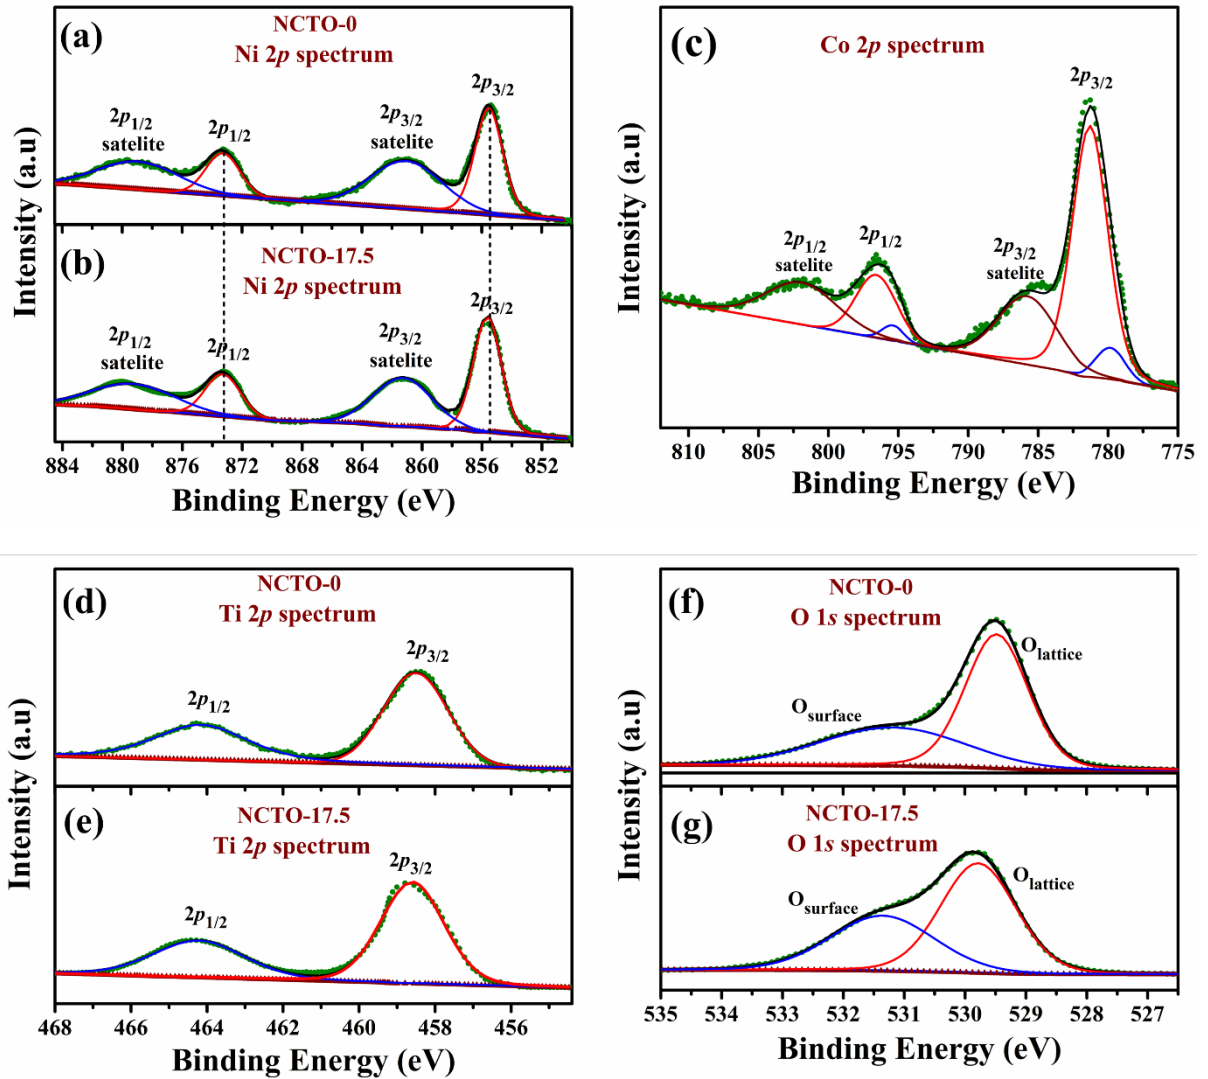 (a)
NCTO-0
Ni 2p spectrum
2p1/2
satelite
2p1/2
2p3/2
satelite
2p3/2
(b)
NCTO-17.5
Ni 2p spectrum
2p1/2
satelite
2p1/2
2p3/2
satelite
2p3/2
Intensity (a.u)
884 880 876 872 868 864 860 856 852
Binding Energy (eV)
(c)
Co 2p spectrum
2p3/2
2p1/2
satelite
2p1/2
2p3/2
satelite
Intensity (a.u)
810 805 800 795 790 785 780 775
Binding Energy (eV)
(d)
NCTO-0
Ti 2p spectrum
2p3/2
2p1/2
(e)
NCTO-17.5
Ti 2p spectrum
2p3/2
2p1/2
Intensity (a.u)
468 466 464 462 460 458 456
Binding Energy (eV)
(f)
NCTO-0
O 1s spectrum
Olattice
Osurface
(g)
NCTO-17.5
O 1s spectrum
Olattice
Osurface
Intensity (a.u)
535 534 533 532 531 530 529 528 527
Binding Energy (eV)